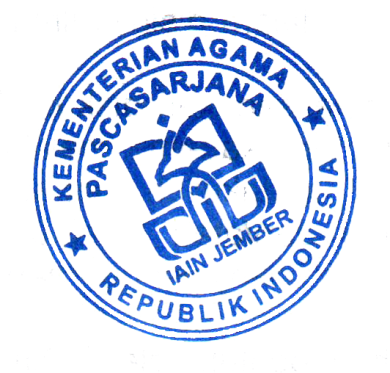 KEMENTERIAN AGAMA
PASCASARJANA
IAIN JEMBER
REPUBLIK INDONESIA